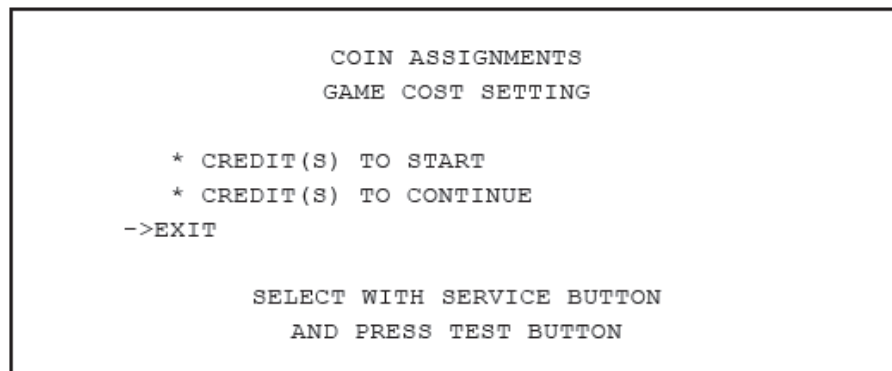 COIN ASSIGNMENTS
GAME COST SETTING
* CREDIT(S) TO START
* CREDIT(S) TO CONTINUE
->EXIT
SELECT WITH SERVICE BUTTON
AND PRESS TEST BUTTON